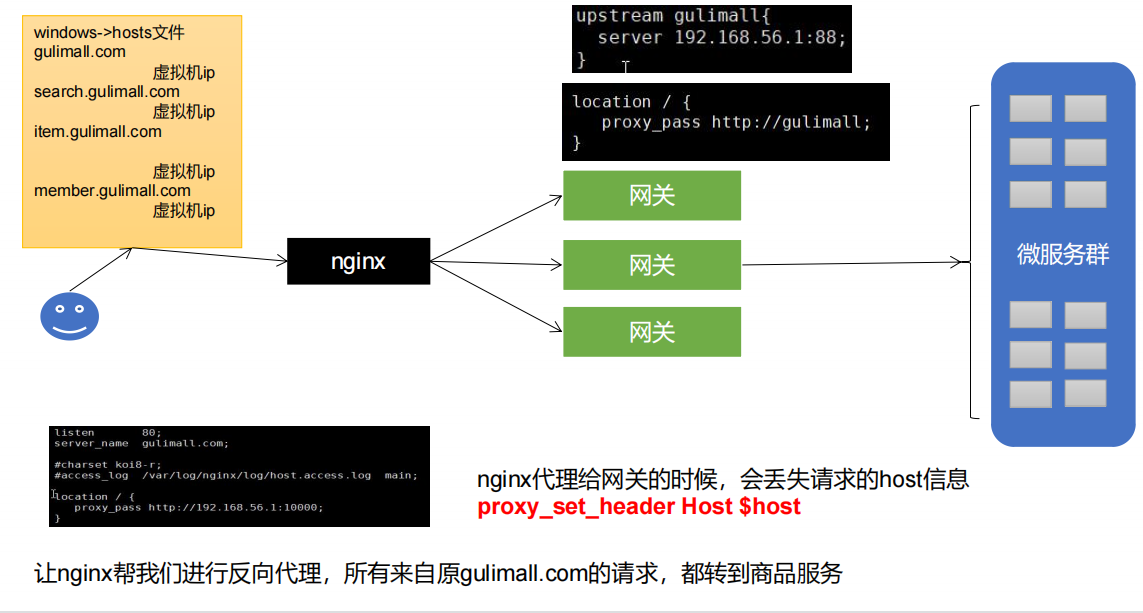 windows->hosts文件
gulimall.com
虚拟机ip
search.gulimall.com
虚拟机ip
item.gulimall.com
虚拟机ip
member.gulimall.com
虚拟机ip
upstream gulimall{
server 192.168.56.1:88;
}
location / {
proxy_pass http://gulimall;
}
nginx
网关
网关
网关
微服务群
listen 80;
server_name gulimall.com;
#charset koi8-r;
#access_log /var/log/nginx/log/host.access.log main;
location / {
proxy_pass http://192.168.56.1:10000;
}
nginx代理给网关的时候，会丢失请求的host信息
proxy_set_header Host $host
让nginx帮我们进行反向代理，所有来自原gulimall.com的请求，都转到商品服务